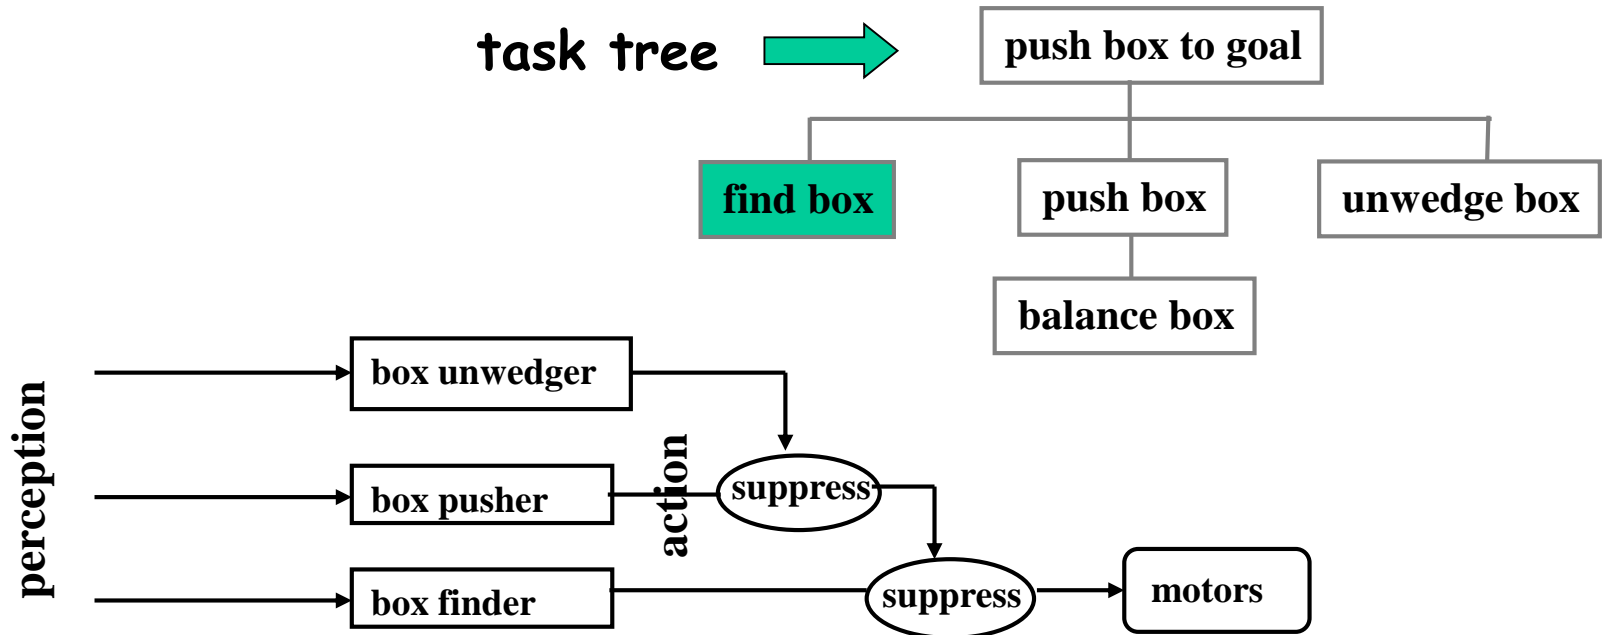 task tree
push box to goal
find box
push box
unwedge box
balance box
perception
box unwedger
action
box pusher
suppress
box finder
suppress
motors